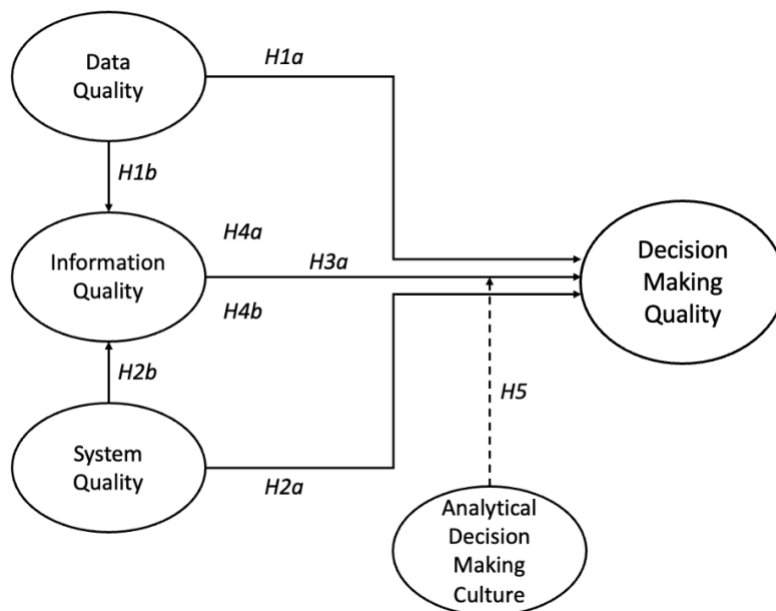 Data
Quality
H1a
H1b
Information
Quality
H4a
H3a
H4b
Decision
Making
Quality
H2b
H5
System
Quality
H2a
Analytical
Decision
Making
Culture